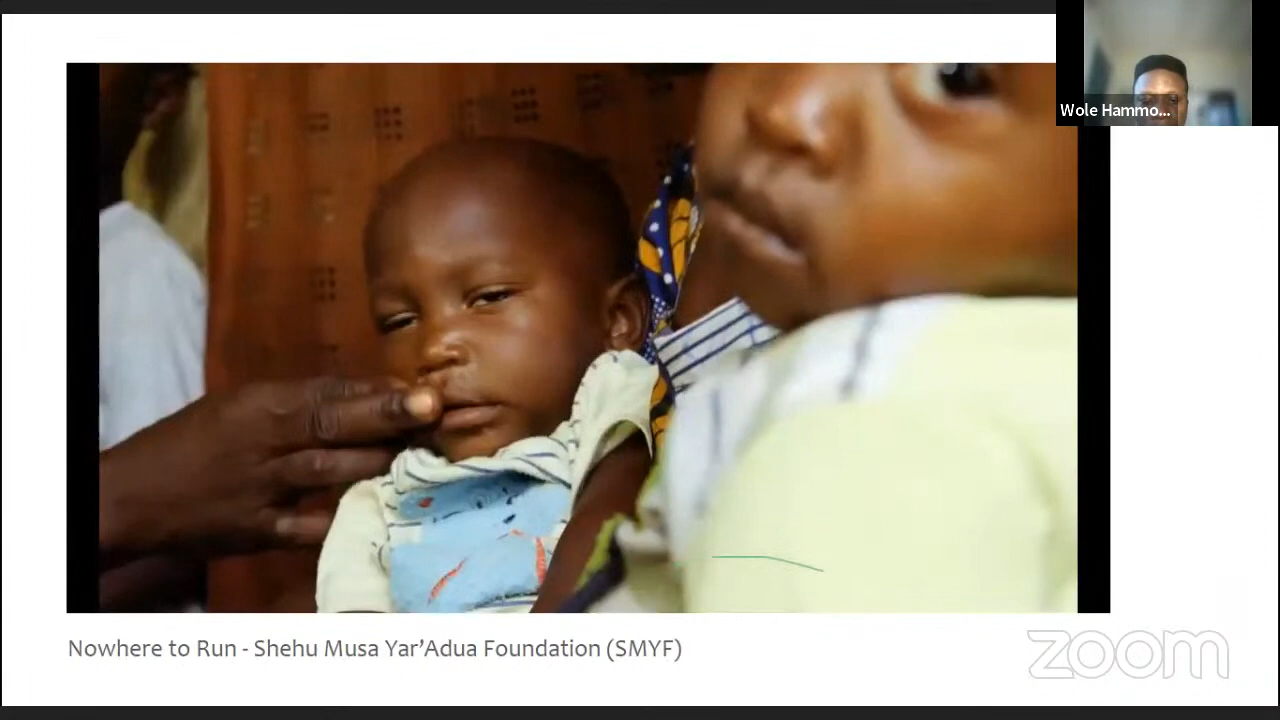 Wole Hammo...
Nowhere to Run - Shehu Musa Yar’Adua Foundation (SMYF)
zoom